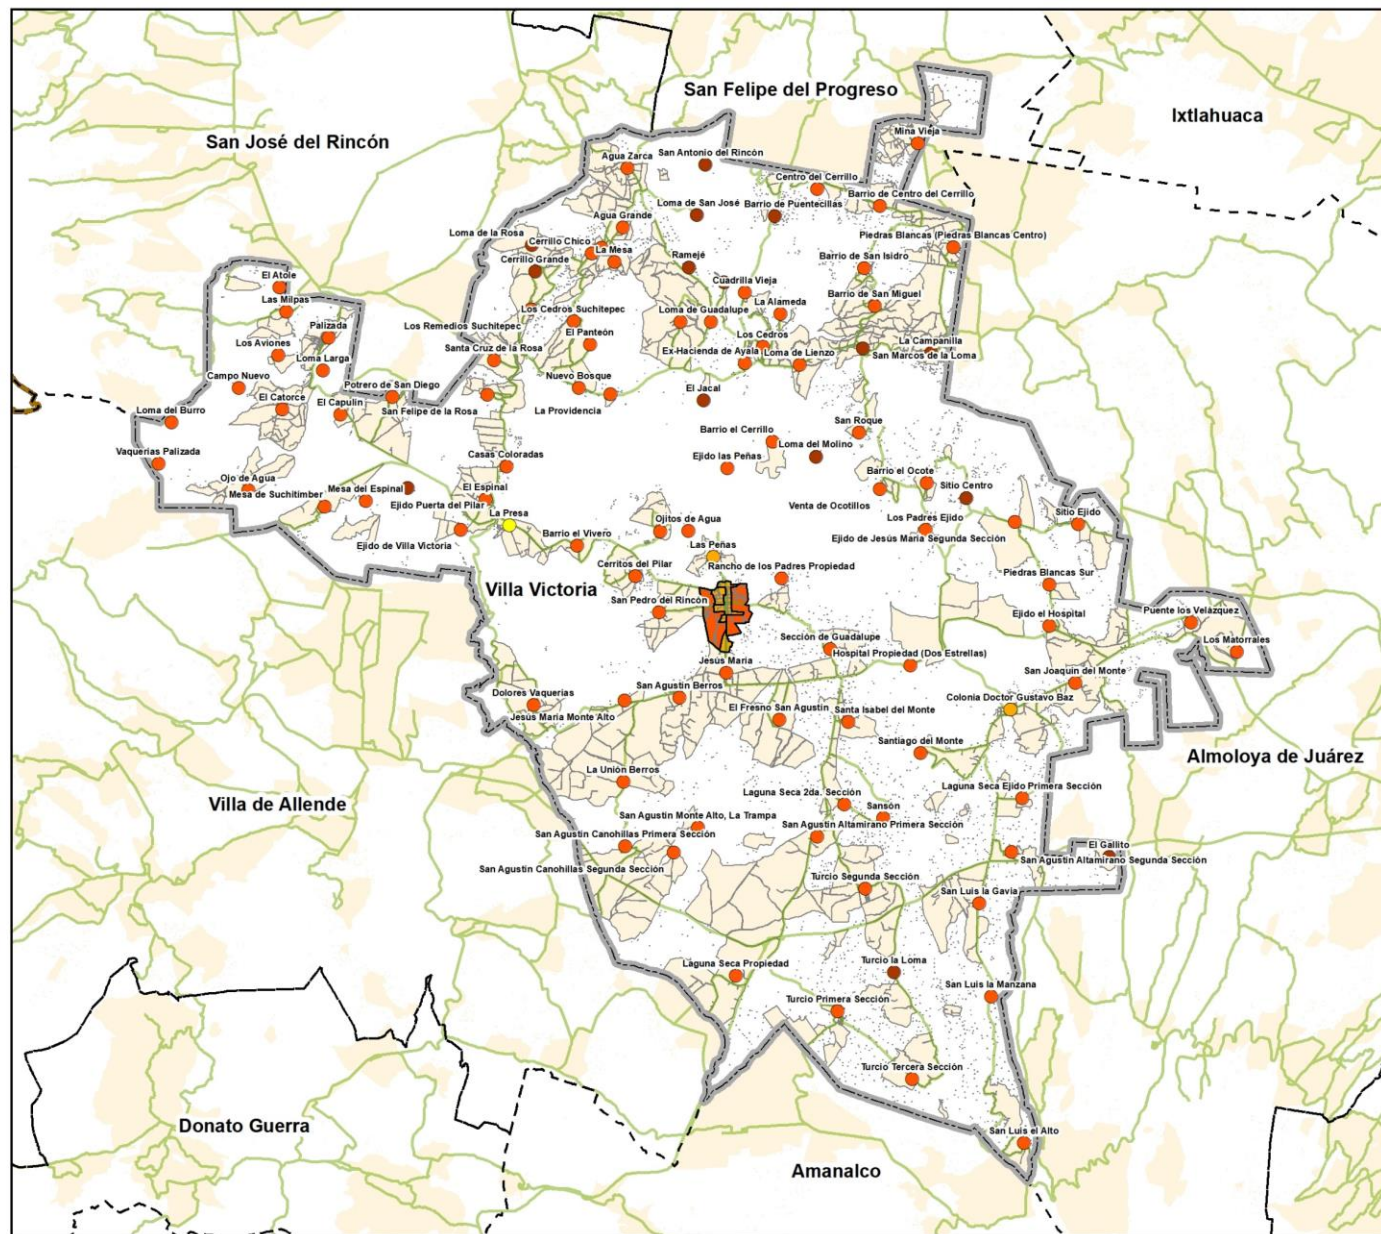 San Felipe del Progreso
Ixtlahuaca
San José del Rincón
Mina Vieja
Agua Zarca
San Antonio del Rincón
Centro del Cerrillo
Barrio de Centro del Cerrillo
Loma de San José
Barrio de Puentecillas
Agua Grande
Loma de la Rosa
Cerrillo Chico
La Mesa
Piedras Blancas (Piedras Blancas Centro)
Cerrillo Grande
Ramejé
Barrio de San Isidro
El Atole
Cuadrilla Vieja
Las Milpas
Barrio de San Miguel
La Alameda
Los Cedros Suchitepec
Loma de Guadalupe
Palizada
Los Remedios Suchitepec
El Panteón
Los Cedros
La Campanilla
Los Aviones
Santa Cruz de la Rosa
Ex-Hacienda de Ayala
Loma de Lienzo
San Marcos de la Loma
Loma Larga
Campo Nuevo
Potrero de San Diego
Nuevo Bosque
El Jacal
El Catorce
El Capulin
San Felipe de la Rosa
La Providencia
Loma del Burro
San Roque
Barrio el Cerrillo
Loma del Molino
Vaquerias Palizada
Casas Coloradas
Ejido las Peñas
Barrio el Ocote
Ojo de Agua
Mesa del Espinal
El Espinal
Sitio Centro
Mesa de Suchitimber
Ejido Puerta del Pilar
Venta de Ocotillos
La Presa
Los Padres Ejido
Sitio Ejido
Ojitos de Agua
Ejido de Villa Victoria
Barrio el Vivero
Ejido de Jesús María Segunda Sección
Las Peñas
Cerritos del Pilar
Rancho de los Padres Propiedad
Piedras Blancas Sur
Villa Victoria
San Pedro del Rincón
Puente los Velázquez
Ejido el Hospital
Sección de Guadalupe
Los Matorrales
Hospital Propiedad (Dos Estrellas)
Jesús María
San Joaquin del Monte
Dolores Vaquerias
San Agustin Berros
Colonia Doctor Gustavo Baz
El Fresno San Agustin
Santa Isabel del Monte
Jesús María Monte Alto
Santiago del Monte
Almoloya de Juárez
La Unión Berros
Laguna Seca Ejido Primera Sección
Villa de Allende
Laguna Seca 2da. Sección
Sansón
San Agustin Monte Alto, La Trampa
San Agustin Altamirano Primera Sección
San Agustin Canohillas Primera Sección
El Gallito
San Agustin Altamirano Segunda Sección
San Agustin Canohillas Segunda Sección
Turcio Segunda Sección
San Luis la Gavia
Laguna Seca Propiedad
Turcio la Loma
San Luis la Manzana
Turcio Primera Sección
Turcio Tercera Sección
Donato Guerra
San Luis el Alto
Amanalco